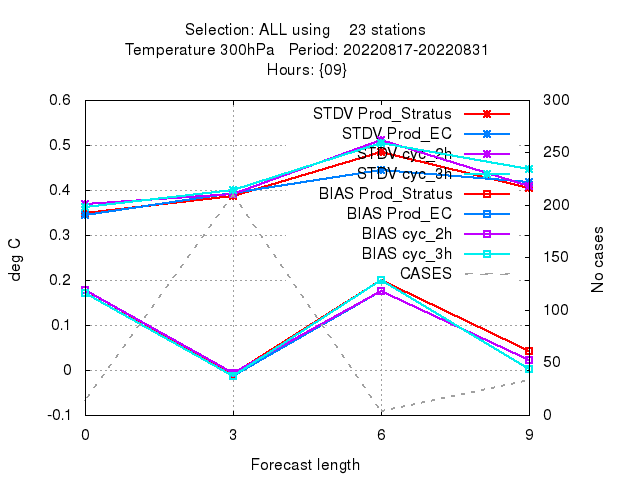 Selection: ALL using 23 stations
Temperature 300hPa Period: 20220817-20220831
Hours: {09}
0.6
0.5
0.4
0.3
0.2
0.1
0
-0.1
300
250
200
150
100
50
0
STDV Prod_Stratus
STDV Prod_EC
STDV cyc_2h
STDV cyc_3h
BIAS Prod_Stratus
BIAS Prod_EC
BIAS cyc_2h
BIAS cyc_3h
CASES
deg C
No cases
0 3 6 9
Forecast length